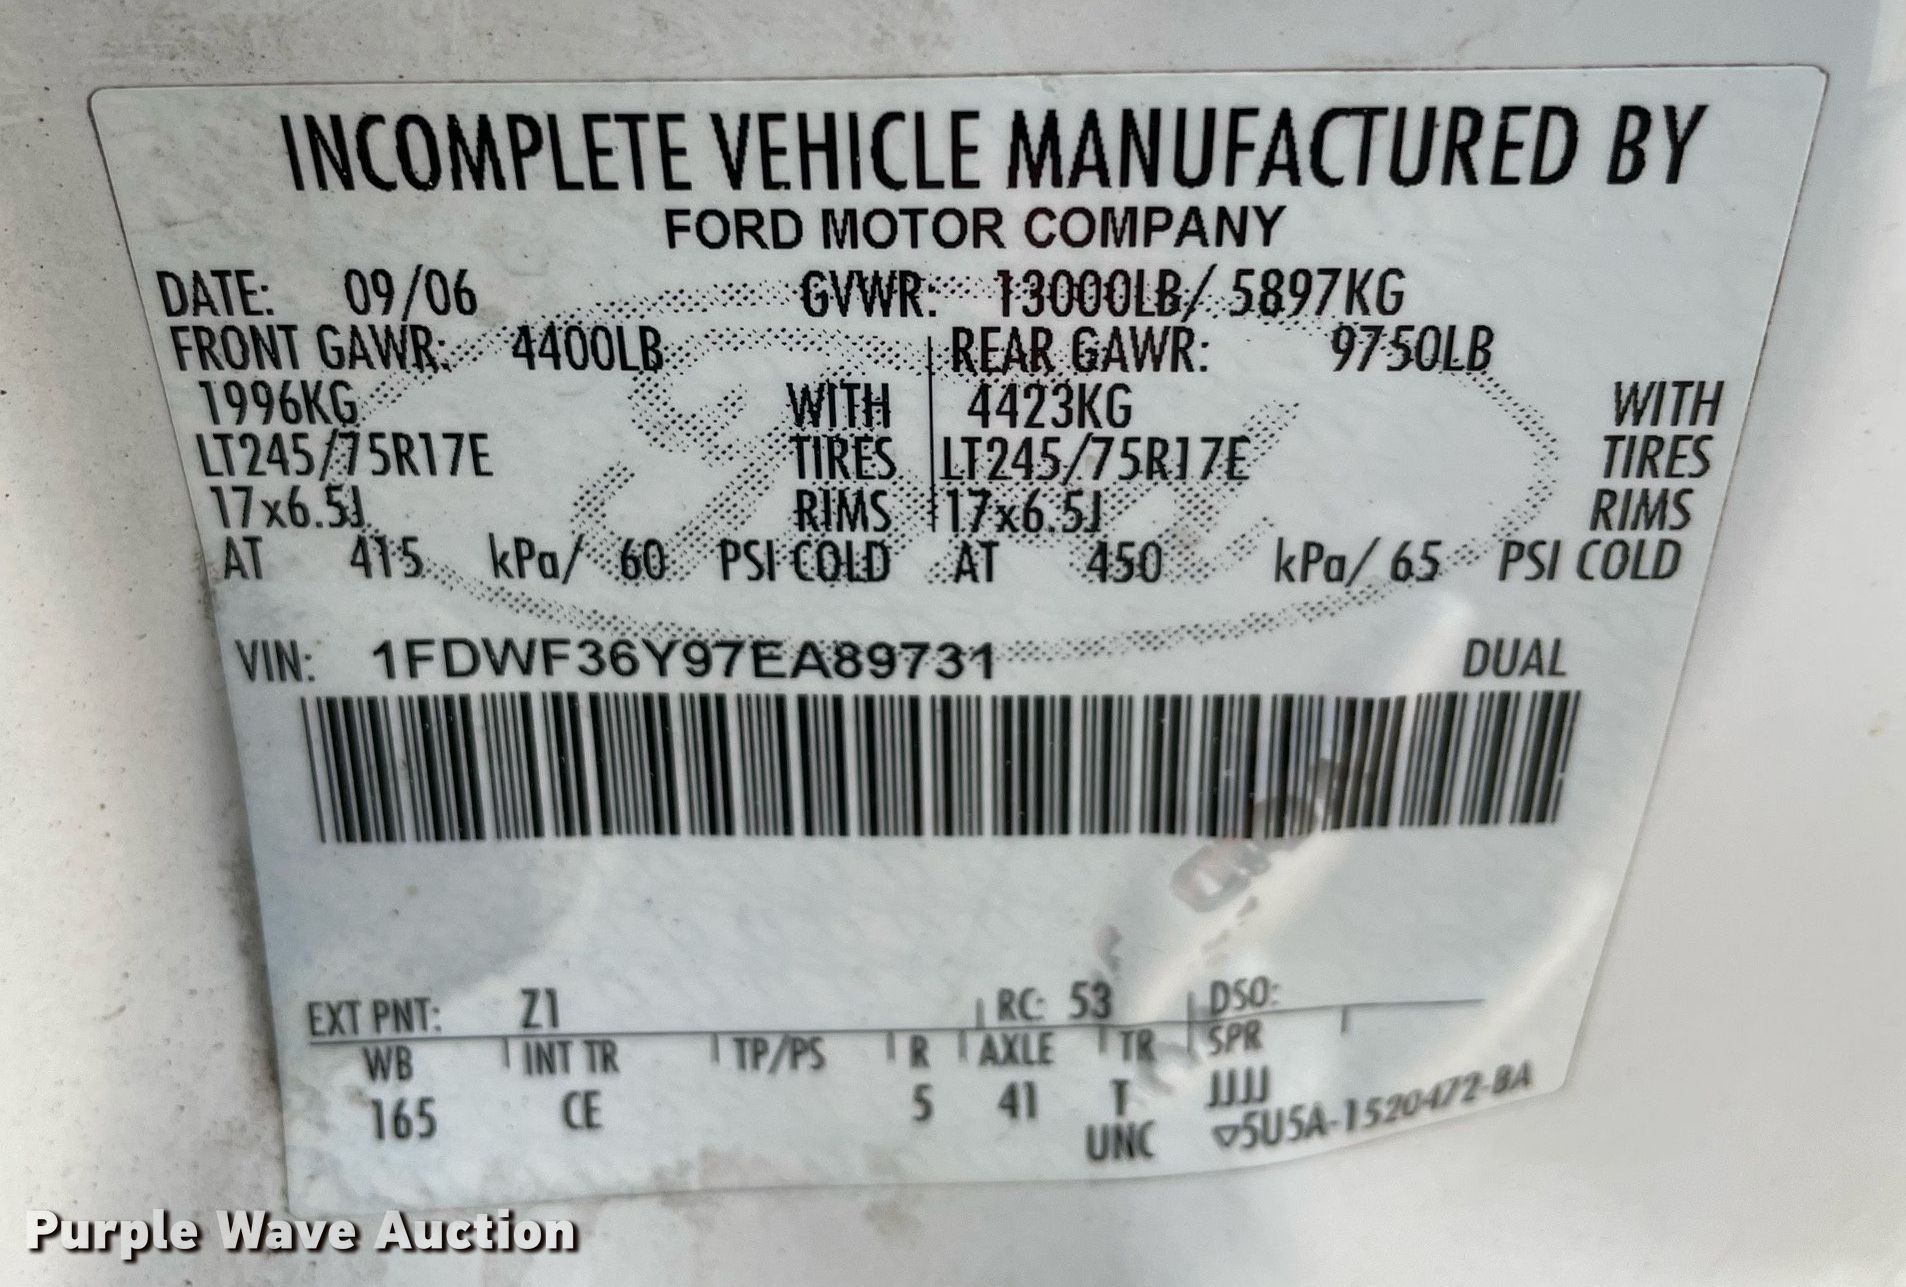 INCOMPLETE VEHICLE MANUFACTURED BY
FORD MOTOR COMPANY
DATE: 09/06 GVWR: 13000LB/ 5897KG
FRONT GAWR: 4400LB REAR GAWR: 9750LB
1996KG WITH 4423KG WITH
LT245/75R17E TIRES LT245/75R17E TIRES
17x6.5J RIMS 17x6.5J RIMS
AT 415 kPa/ 60 PSI COLD AT 450 kPa/ 65 PSI COLD
VIN: 1FDWF36Y97EA89731 DUAL
EXT PNT: Z1 RC: 53 DSO:
WB INT TR TP/PS R AXLE TR SPR
165 CE 5 41 T JJJJ
UNC ▽5U5A-1520472-BA
Purple Wave Auction